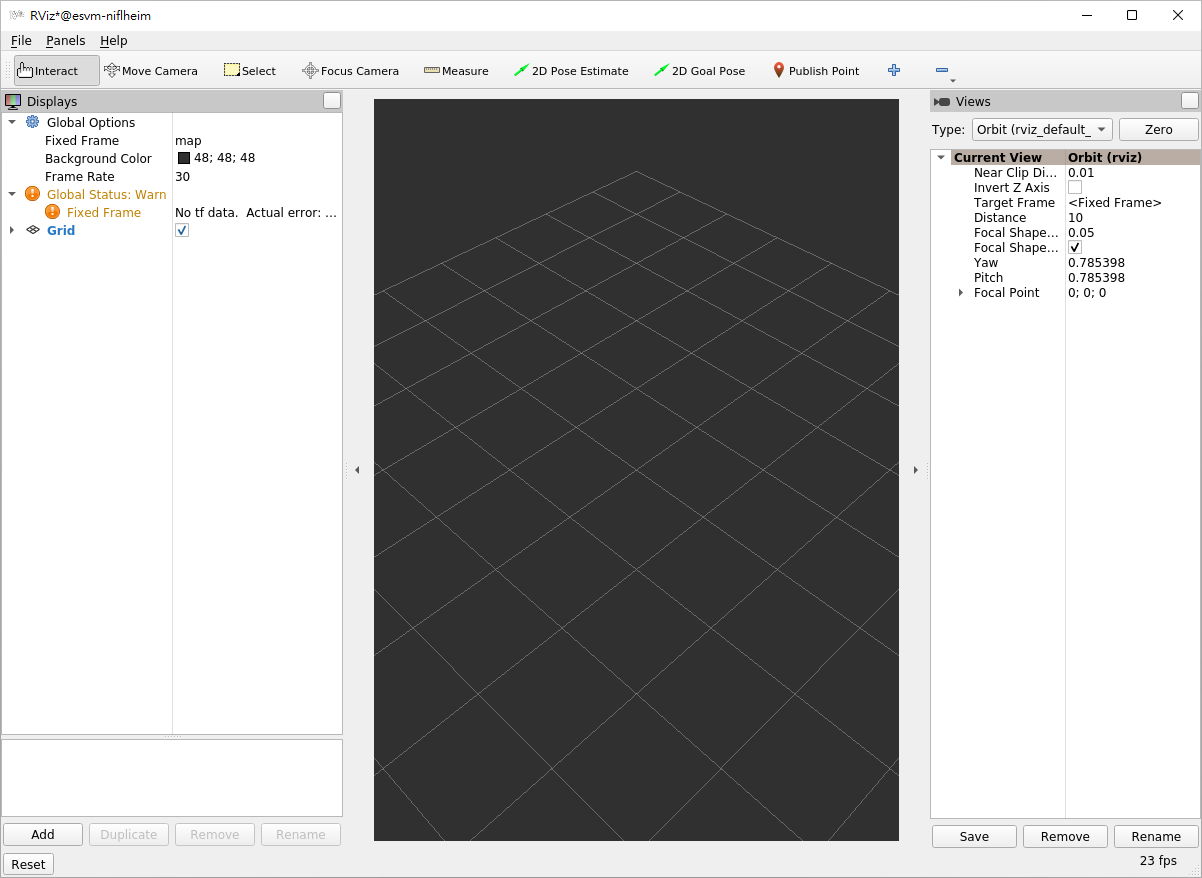 RViz*@esvm-niflheim
File Panels Help
Interact Move Camera Select Focus Camera Measure 2D Pose Estimate 2D Goal Pose Publish Point
Displays
Global Options
Fixed Frame map
Background Color 48; 48; 48
Frame Rate 30
Global Status: Warn
Fixed Frame No tf data.  Actual error: ...
Grid
Add Duplicate Remove Rename
Reset
Views
Type: Orbit (rviz_default_ Zero
Current View Orbit (rviz)
Near Clip Di... 0.01
Invert Z Axis
Target Frame <Fixed Frame>
Distance 10
Focal Shape... 0.05
Focal Shape...
Yaw 0.785398
Pitch 0.785398
Focal Point 0; 0; 0
Save Remove Rename
23 fps